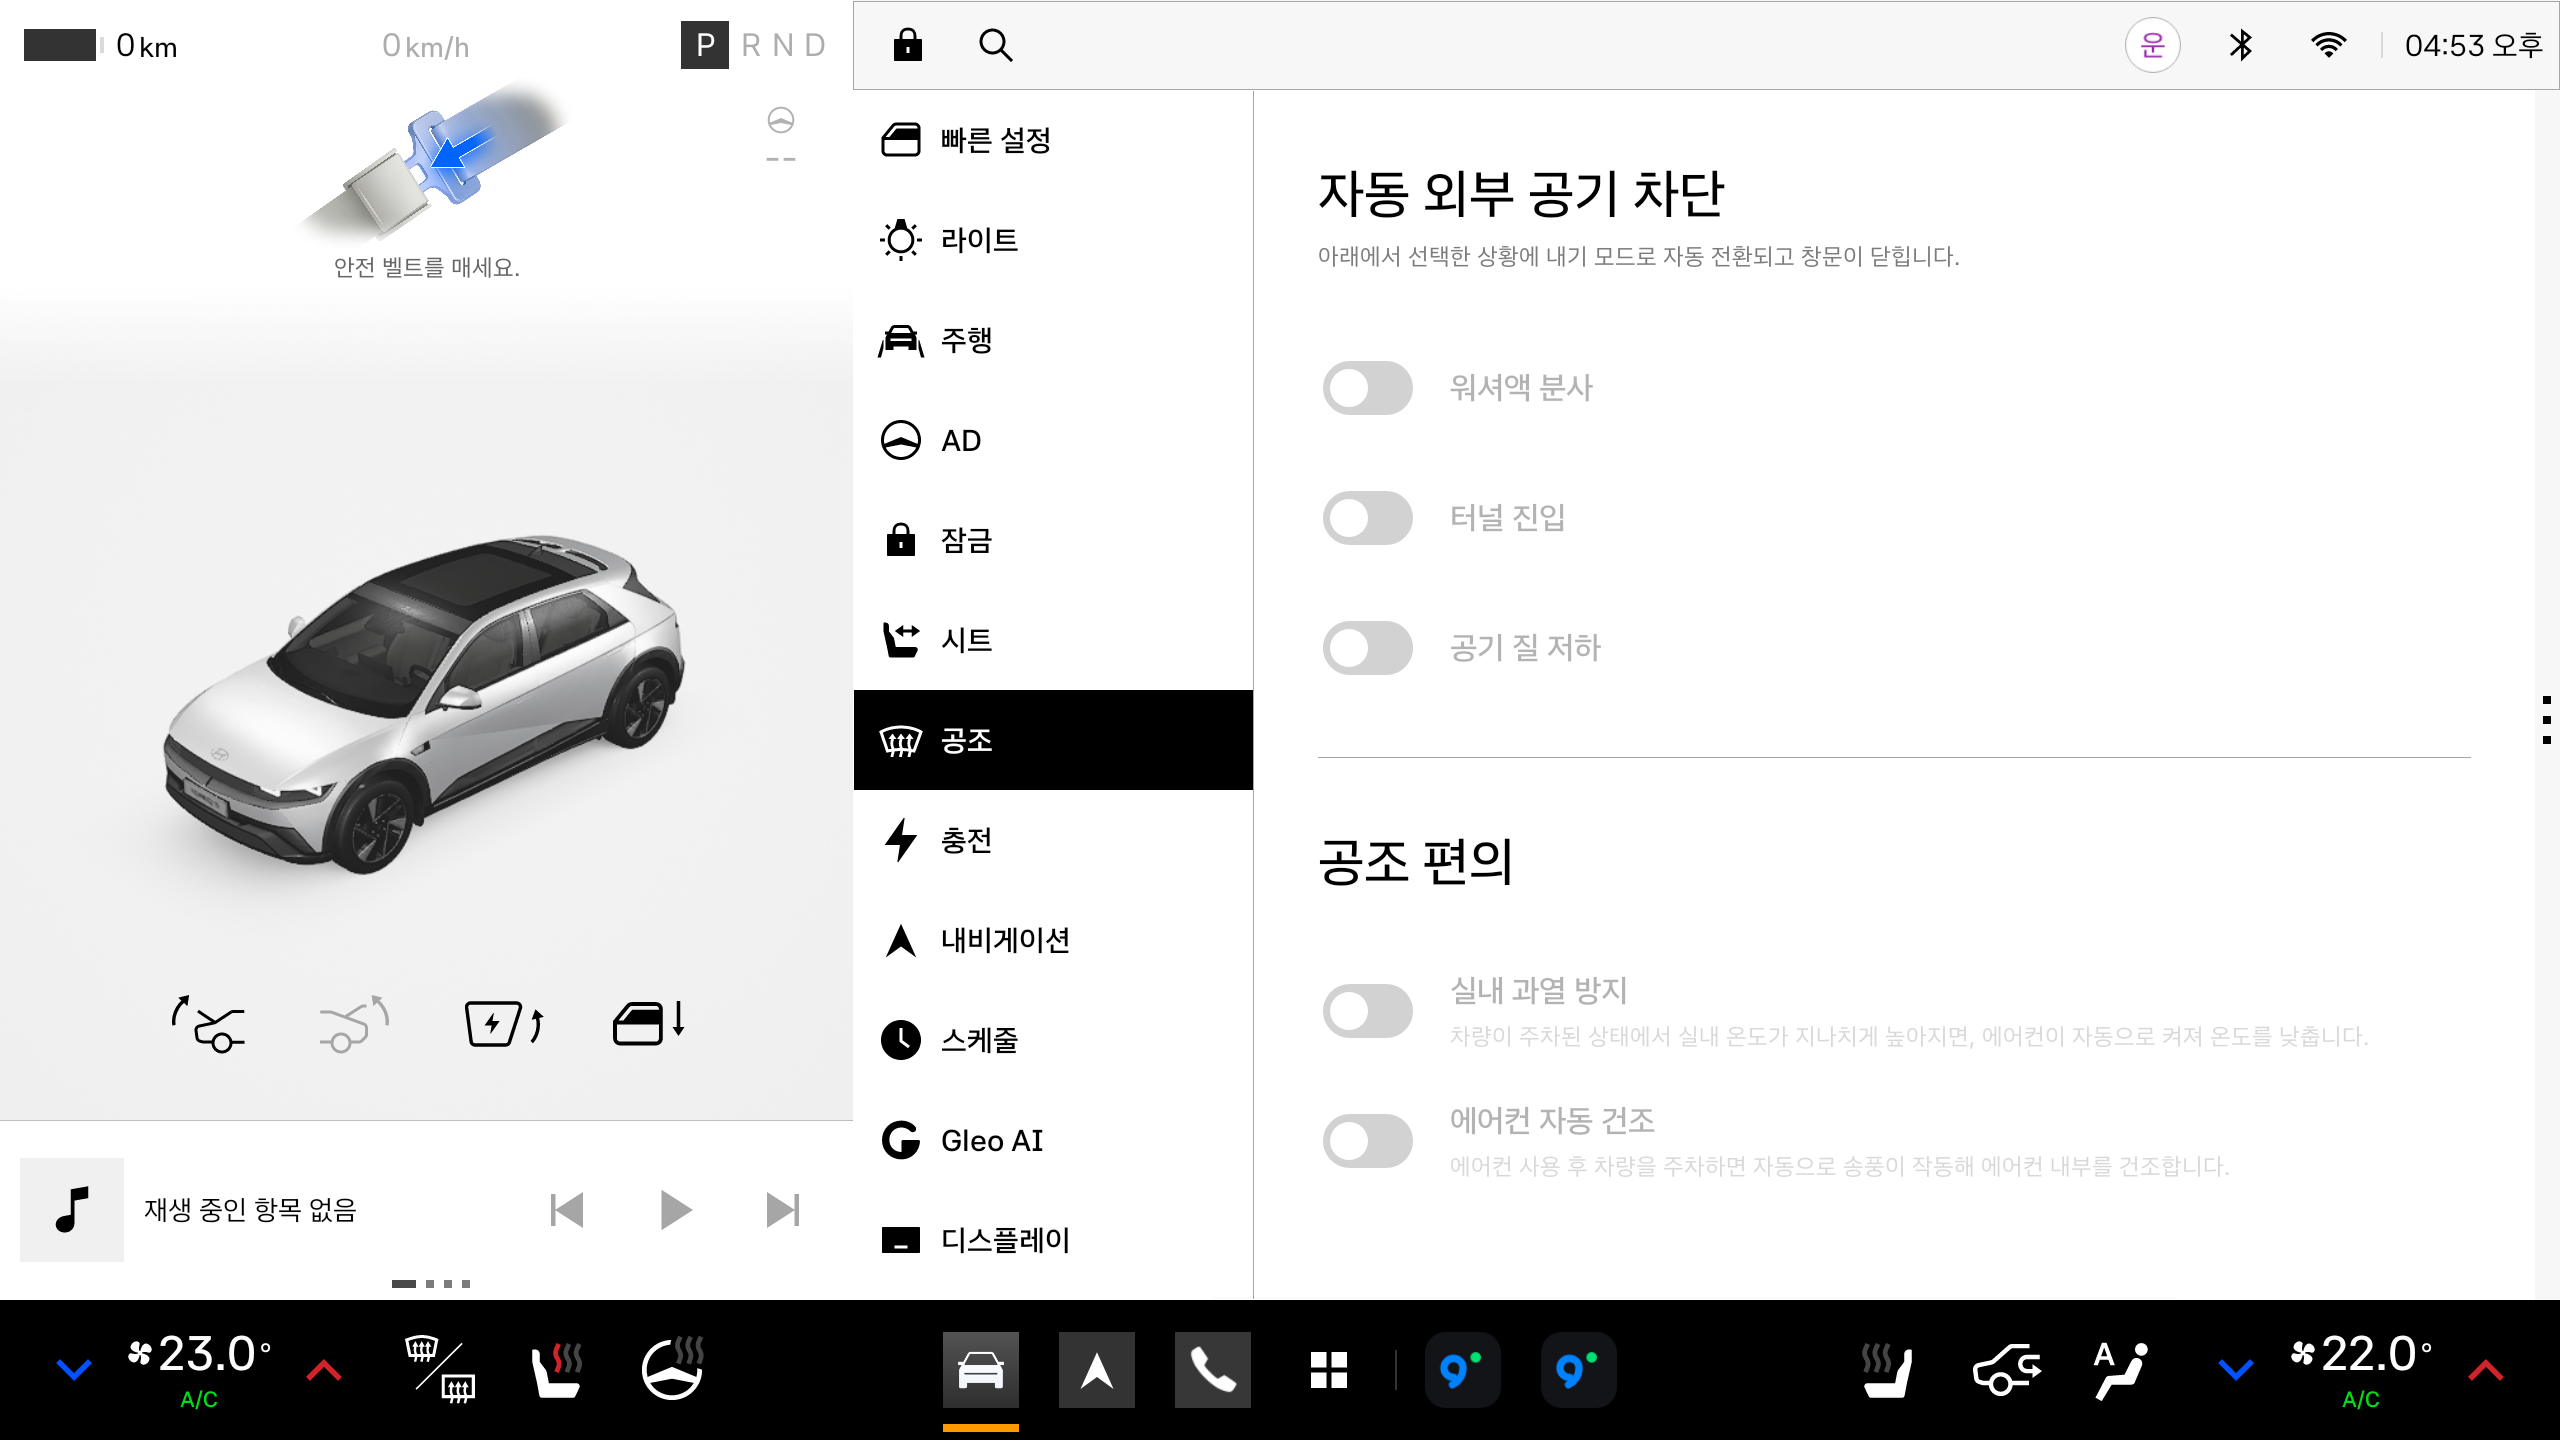 0 km
0 km/h
P R N D
안전 벨트를 매세요.
재생 중인 항목 없음
운
04:53 오후
빠른 설정
라이트
주행
AD
잠금
시트
공조
충전
내비게이션
스케줄
Gleo AI
디스플레이
자동 외부 공기 차단
아래에서 선택한 상황에 내기 모드로 자동 전환되고 창문이 닫힙니다.
워셔액 분사
터널 진입
공기 질 저하
공조 편의
실내 과열 방지
차량이 주차된 상태에서 실내 온도가 지나치게 높아지면, 에어컨이 자동으로 켜져 온도를 낮춥니다.
에어컨 자동 건조
에어컨 사용 후 차량을 주차하면 자동으로 송풍이 작동해 에어컨 내부를 건조합니다.
23.0°
A/C
A
22.0°
A/C